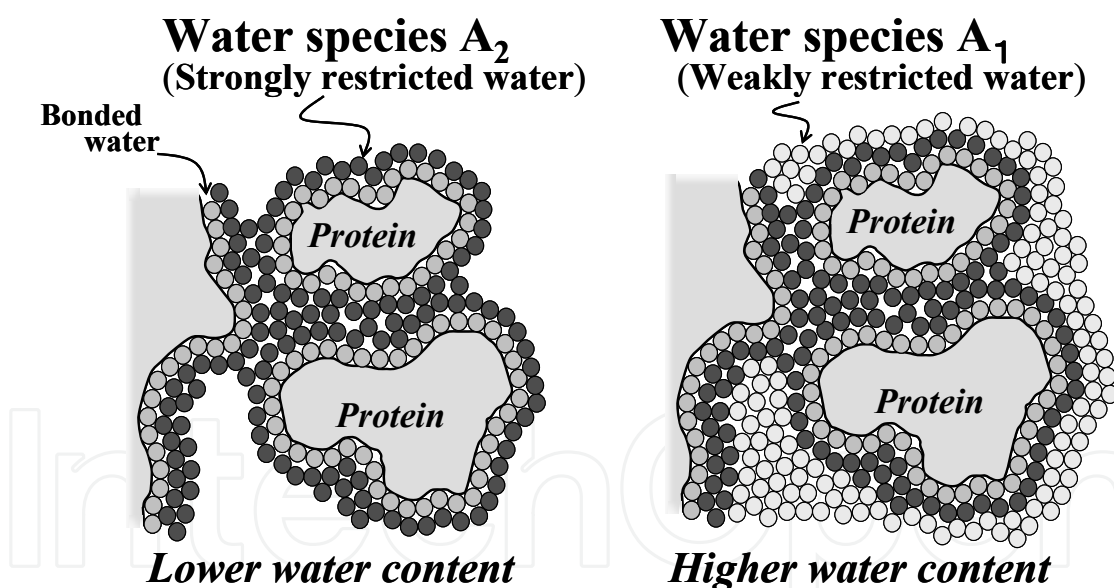 Water species A₂
(Strongly restricted water)
Bonded
water
Protein
Protein
Lower water content
Water species A₁
(Weakly restricted water)
Protein
Protein
Higher water content
IntechOpen